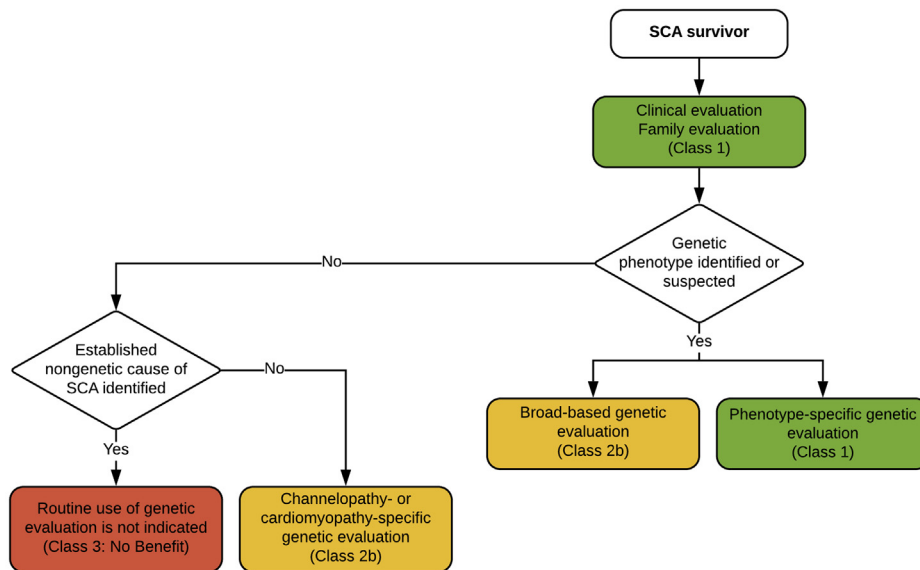 SCA survivor
Clinical evaluation
Family evaluation
(Class 1)
Genetic
phenotype identified or
suspected
No
Yes
Established
nongenetic cause of
SCA identified
No
Yes
Broad-based genetic
evaluation
(Class 2b)
Phenotype-specific genetic
evaluation
(Class 1)
Routine use of genetic
evaluation is not indicated
(Class 3: No Benefit)
Channelopathy- or
cardiomyopathy-specific
genetic evaluation
(Class 2b)